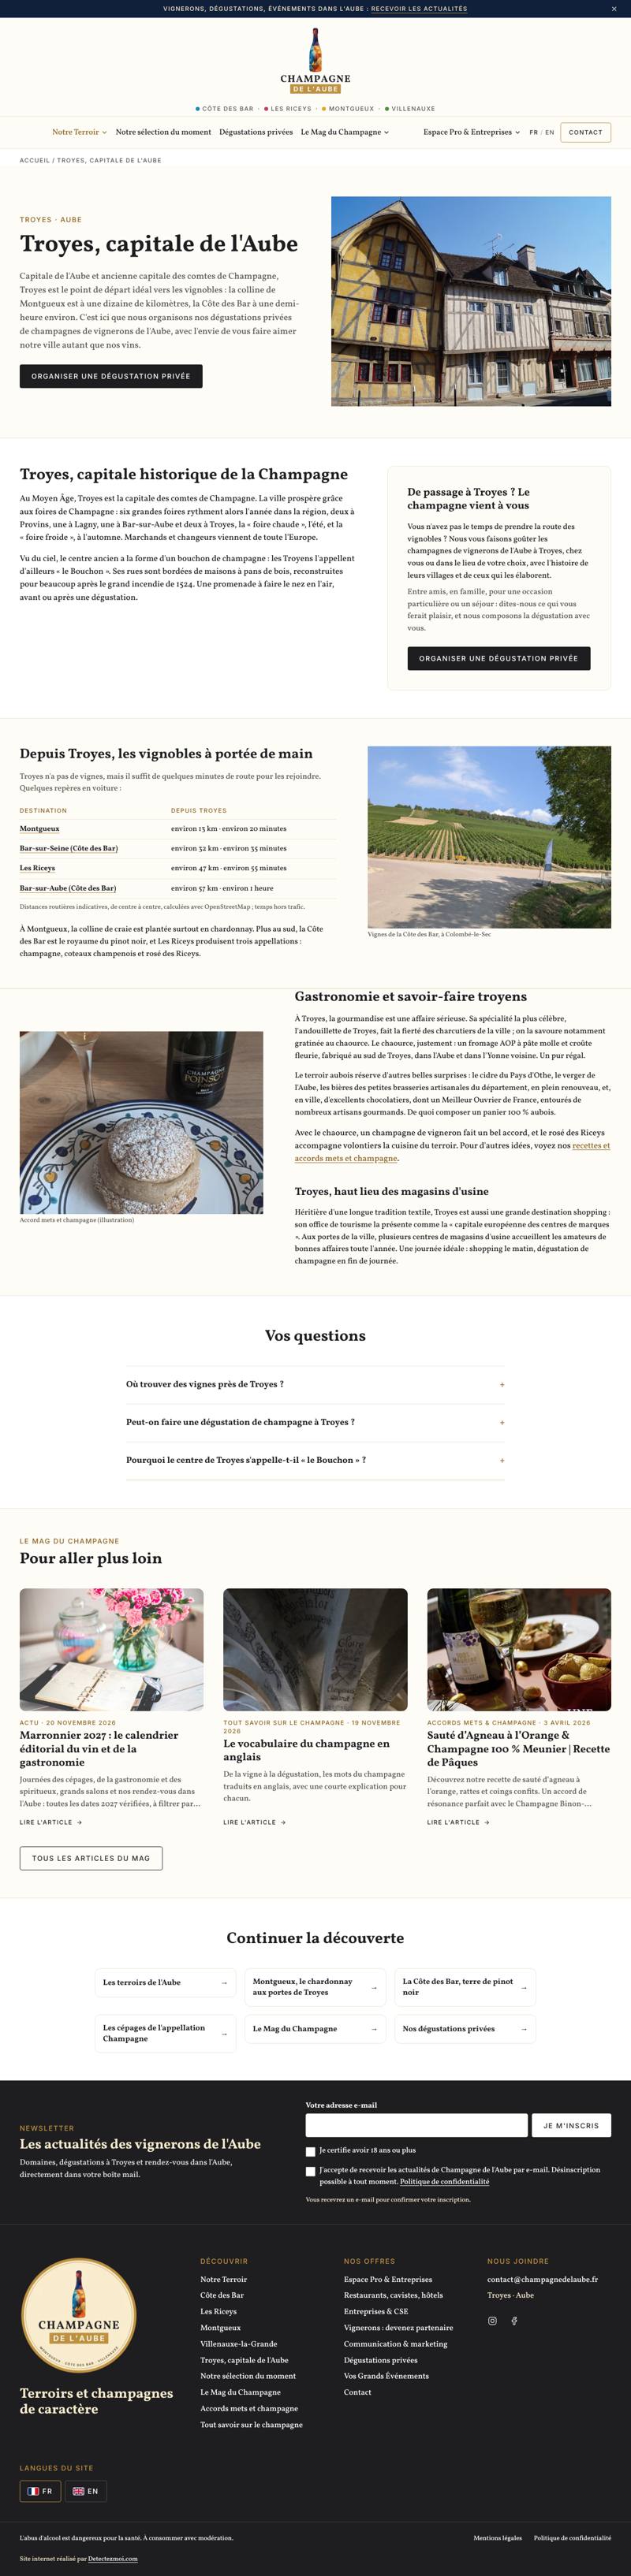 VIGNERONS, DÉGUSTATIONS, ÉVÉNEMENTS DANS L'AUBE : RECEVOIR LES ACTUALITÉS ×
CHAMPAGNE
DE L'AUBE
CÔTE DES BAR · LES RICEYS · MONTGUEUX · VILLENAUXE
Notre Terroir Notre sélection du moment Dégustations privées Le Mag du Champagne Espace Pro & Entreprises FR / EN CONTACT
ACCUEIL / TROYES, CAPITALE DE L'AUBE
TROYES · AUBE
Troyes, capitale de l'Aube
Capitale de l'Aube et ancienne capitale des comtes de Champagne,
Troyes est le point de départ idéal vers les vignobles : la colline de
Montgueux est à une dizaine de kilomètres, la Côte des Bar à une demi-
heure environ. C'est ici que nous organisons nos dégustations privées
de champagnes de vignerons de l'Aube, avec l'envie de vous faire aimer
notre ville autant que nos vins.
ORGANISER UNE DÉGUSTATION PRIVÉE
Troyes, capitale historique de la Champagne
Au Moyen Âge, Troyes est la capitale des comtes de Champagne. La ville prospère grâce
aux foires de Champagne : six grandes foires rythment alors l'année dans la région, deux à
Provins, une à Lagny, une à Bar-sur-Aube et deux à Troyes, la « foire chaude », l'été, et la
« foire froide », à l'automne. Marchands et changeurs viennent de toute l'Europe.
Vu du ciel, le centre ancien a la forme d'un bouchon de champagne : les Troyens l'appellent
d'ailleurs « le Bouchon ». Ses rues sont bordées de maisons à pans de bois, reconstruites
pour beaucoup après le grand incendie de 1524. Une promenade à faire le nez en l'air,
avant ou après une dégustation.
De passage à Troyes ? Le
champagne vient à vous
Vous n'avez pas le temps de prendre la route des
vignobles ? Nous vous faisons goûter les
champagnes de vignerons de l'Aube à Troyes, chez
vous ou dans le lieu de votre choix, avec l'histoire de
leurs villages et de ceux qui les élaborent.
Entre amis, en famille, pour une occasion
particulière ou un séjour : dites-nous ce qui vous
ferait plaisir, et nous composons la dégustation avec
vous.
ORGANISER UNE DÉGUSTATION PRIVÉE
Depuis Troyes, les vignobles à portée de main
Troyes n'a pas de vignes, mais il suffit de quelques minutes de route pour les rejoindre.
Quelques repères en voiture :
DESTINATION DEPUIS TROYES
Montgueux environ 13 km · environ 20 minutes
Bar-sur-Seine (Côte des Bar) environ 32 km · environ 35 minutes
Les Riceys environ 47 km · environ 55 minutes
Bar-sur-Aube (Côte des Bar) environ 57 km · environ 1 heure
Distances routières indicatives, de centre à centre, calculées avec OpenStreetMap ; temps hors trafic.
À Montgueux, la colline de craie est plantée surtout en chardonnay. Plus au sud, la Côte
des Bar est le royaume du pinot noir, et Les Riceys produisent trois appellations :
champagne, coteaux champenois et rosé des Riceys.
Vignes de la Côte des Bar, à Colombé-le-Sec
CHAMPAGNE
POINSOT
Accord mets et champagne (illustration)
Gastronomie et savoir-faire troyens
À Troyes, la gourmandise est une affaire sérieuse. Sa spécialité la plus célèbre,
l'andouillette de Troyes, fait la fierté des charcutiers de la ville ; on la savoure notamment
gratinée au chaource. Le chaource, justement : un fromage AOP à pâte molle et croûte
fleurie, fabriqué au sud de Troyes, dans l'Aube et dans l'Yonne voisine. Un pur régal.
Le terroir aubois réserve d'autres belles surprises : le cidre du Pays d'Othe, le verger de
l'Aube, les bières des petites brasseries artisanales du département, en plein renouveau, et,
en ville, d'excellents chocolatiers, dont un Meilleur Ouvrier de France, entourés de
nombreux artisans gourmands. De quoi composer un panier 100 % aubois.
Avec le chaource, un champagne de vigneron fait un bel accord, et le rosé des Riceys
accompagne volontiers la cuisine du terroir. Pour d'autres idées, voyez nos recettes et
accords mets et champagne.
Troyes, haut lieu des magasins d'usine
Héritière d'une longue tradition textile, Troyes est aussi une grande destination shopping :
son office de tourisme la présente comme la « capitale européenne des centres de marques
». Aux portes de la ville, plusieurs centres de magasins d'usine accueillent les amateurs de
bonnes affaires toute l'année. Une journée idéale : shopping le matin, dégustation de
champagne en fin de journée.
Vos questions
Où trouver des vignes près de Troyes ? +
Peut-on faire une dégustation de champagne à Troyes ? +
Pourquoi le centre de Troyes s'appelle-t-il « le Bouchon » ? +
LE MAG DU CHAMPAGNE
Pour aller plus loin
ACTU · 20 NOVEMBRE 2026
Marronnier 2027 : le calendrier
éditorial du vin et de la
gastronomie
Journées des cépages, de la gastronomie et des
spiritueux, grands salons et nos rendez-vous dans
l'Aube : toutes les dates 2027 vérifiées, à filtrer par…
LIRE L'ARTICLE →
TOUT SAVOIR SUR LE CHAMPAGNE · 19 NOVEMBRE
2026
Le vocabulaire du champagne en
anglais
De la vigne à la dégustation, les mots du champagne
traduits en anglais, avec une courte explication pour
chacun.
LIRE L'ARTICLE →
ACCORDS METS & CHAMPAGNE · 3 AVRIL 2026
Sauté d'Agneau à l'Orange &
Champagne 100 % Meunier | Recette
de Pâques
Découvrez notre recette de sauté d'agneau à
l'orange, rattes et coings confits. Un accord de
résonance parfait avec le Champagne Binon-…
LIRE L'ARTICLE →
TOUS LES ARTICLES DU MAG
Continuer la découverte
Les terroirs de l'Aube →
Montgueux, le chardonnay
aux portes de Troyes →
La Côte des Bar, terre de pinot
noir →
Les cépages de l'appellation
Champagne →
Le Mag du Champagne →
Nos dégustations privées →
NEWSLETTER
Les actualités des vignerons de l'Aube
Domaines, dégustations à Troyes et rendez-vous dans l'Aube,
directement dans votre boîte mail.
Votre adresse e-mail
JE M'INSCRIS
Je certifie avoir 18 ans ou plus
J'accepte de recevoir les actualités de Champagne de l'Aube par e-mail. Désinscription
possible à tout moment. Politique de confidentialité
Vous recevrez un e-mail pour confirmer votre inscription.
CHAMPAGNE
DE L'AUBE
Terroirs et champagnes
de caractère
DÉCOUVRIR
Notre Terroir
Côte des Bar
Les Riceys
Montgueux
Villenauxe-la-Grande
Troyes, capitale de l'Aube
Notre sélection du moment
Le Mag du Champagne
Accords mets et champagne
Tout savoir sur le champagne
NOS OFFRES
Espace Pro & Entreprises
Restaurants, cavistes, hôtels
Entreprises & CSE
Vignerons : devenez partenaire
Communication & marketing
Dégustations privées
Vos Grands Événements
Contact
NOUS JOINDRE
contact@champagnedelaube.fr
Troyes · Aube
LANGUES DU SITE
FR EN
L'abus d'alcool est dangereux pour la santé. À consommer avec modération.
Mentions légales Politique de confidentialité
Site internet réalisé par Detectezmoi.com